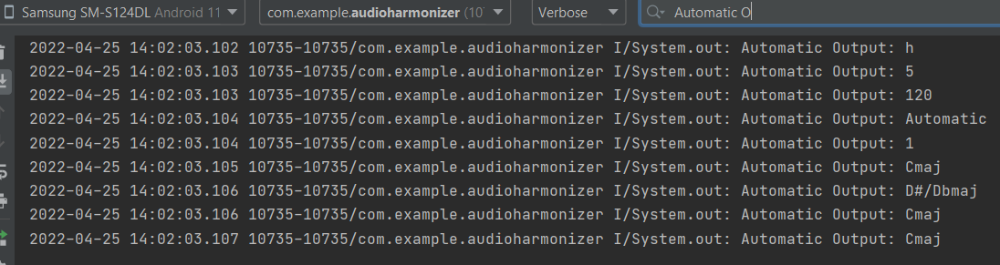 Samsung SM-S124DL Android 11 com.example.audioharmonizer (10 Verbose Automatic O
2022-04-25 14:02:03.102 10735-10735/com.example.audioharmonizer I/System.out: Automatic Output: h
2022-04-25 14:02:03.103 10735-10735/com.example.audioharmonizer I/System.out: Automatic Output: 5
2022-04-25 14:02:03.103 10735-10735/com.example.audioharmonizer I/System.out: Automatic Output: 120
2022-04-25 14:02:03.104 10735-10735/com.example.audioharmonizer I/System.out: Automatic Output: Automatic
2022-04-25 14:02:03.104 10735-10735/com.example.audioharmonizer I/System.out: Automatic Output: 1
2022-04-25 14:02:03.105 10735-10735/com.example.audioharmonizer I/System.out: Automatic Output: Cmaj
2022-04-25 14:02:03.106 10735-10735/com.example.audioharmonizer I/System.out: Automatic Output: D#/Dbmaj
2022-04-25 14:02:03.106 10735-10735/com.example.audioharmonizer I/System.out: Automatic Output: Cmaj
2022-04-25 14:02:03.107 10735-10735/com.example.audioharmonizer I/System.out: Automatic Output: Cmaj